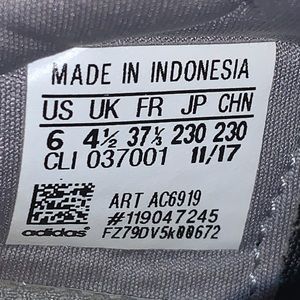 MADE IN INDONESIA
US UK FR JP CHN
6 4½ 37⅓ 230 230
CLI 037001 11/17
ART AC6919
#119047245
adidas FZ79DV5k00672